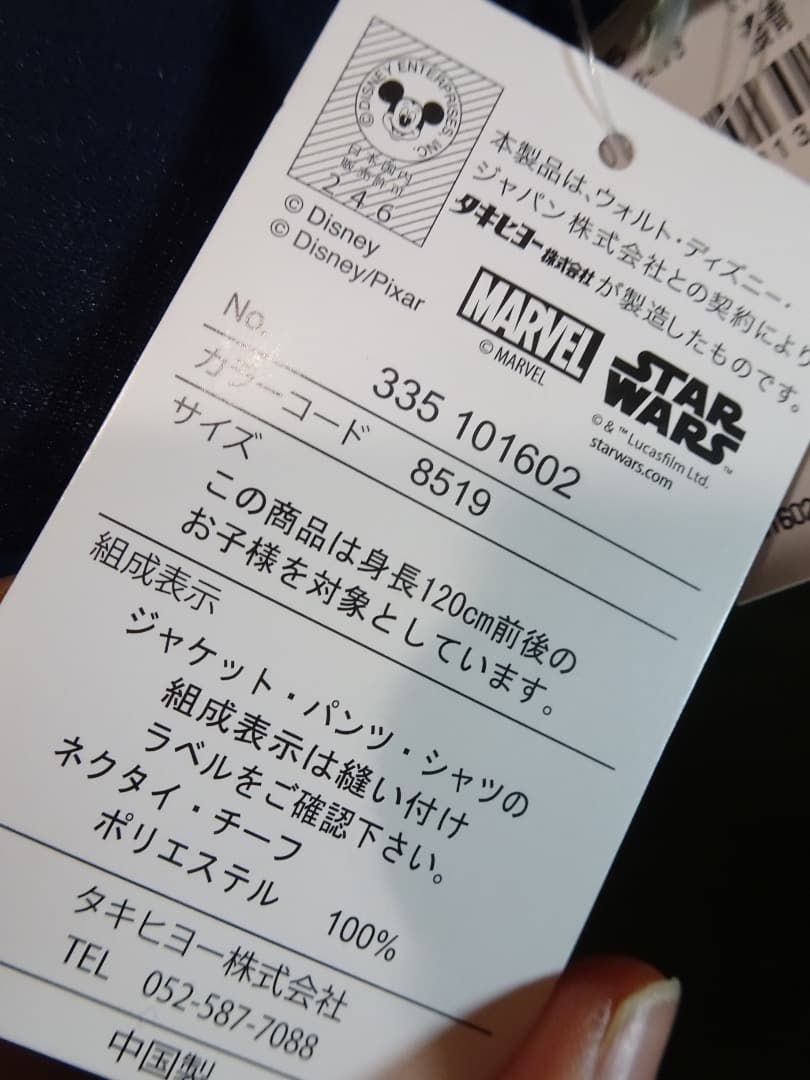 © DISNEY ENTERPRISES INC.
日本国内
販売許可
246
© Disney
© Disney/Pixar
本製品は、ウォルト・ディズニー・
ジャパン株式会社との契約により
タキヒヨー株式会社が製造したものです。
MARVEL
© MARVEL
STAR
WARS™
© & ™ Lucasfilm Ltd.
starwars.com
No. 335 101602
カラーコード 8519
サイズ
この商品は身長120cm前後の
お子様を対象としています。
組成表示
ジャケット・パンツ・シャツの
組成表示は縫い付け
ラベルをご確認下さい。
ネクタイ・チーフ
ポリエステル 100%
タキヒヨー株式会社
TEL 052-587-7088
中国製